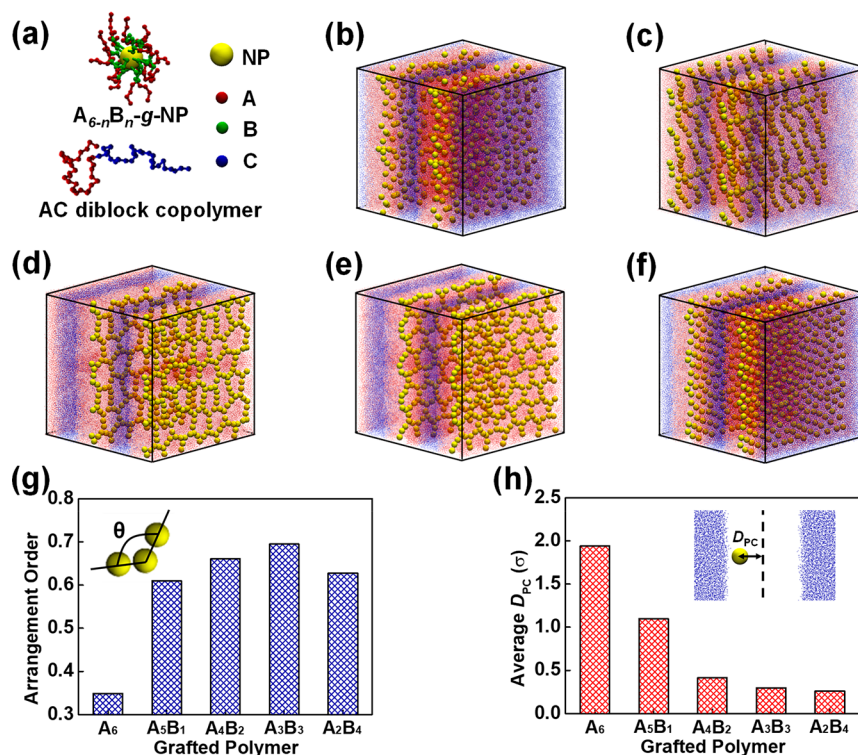 (a)
NP
A
B
C
A6-nBn-g-NP
AC diblock copolymer
(b)
(c)
(d)
(e)
(f)
(g)
Arrangement Order
0.8
0.7
0.6
0.5
0.4
0.3
θ
A6 A5B1 A4B2 A3B3 A2B4
Grafted Polymer
(h)
Average DPC (σ)
2.5
2.0
1.5
1.0
0.5
0.0
DPC
A6 A5B1 A4B2 A3B3 A2B4
Grafted Polymer